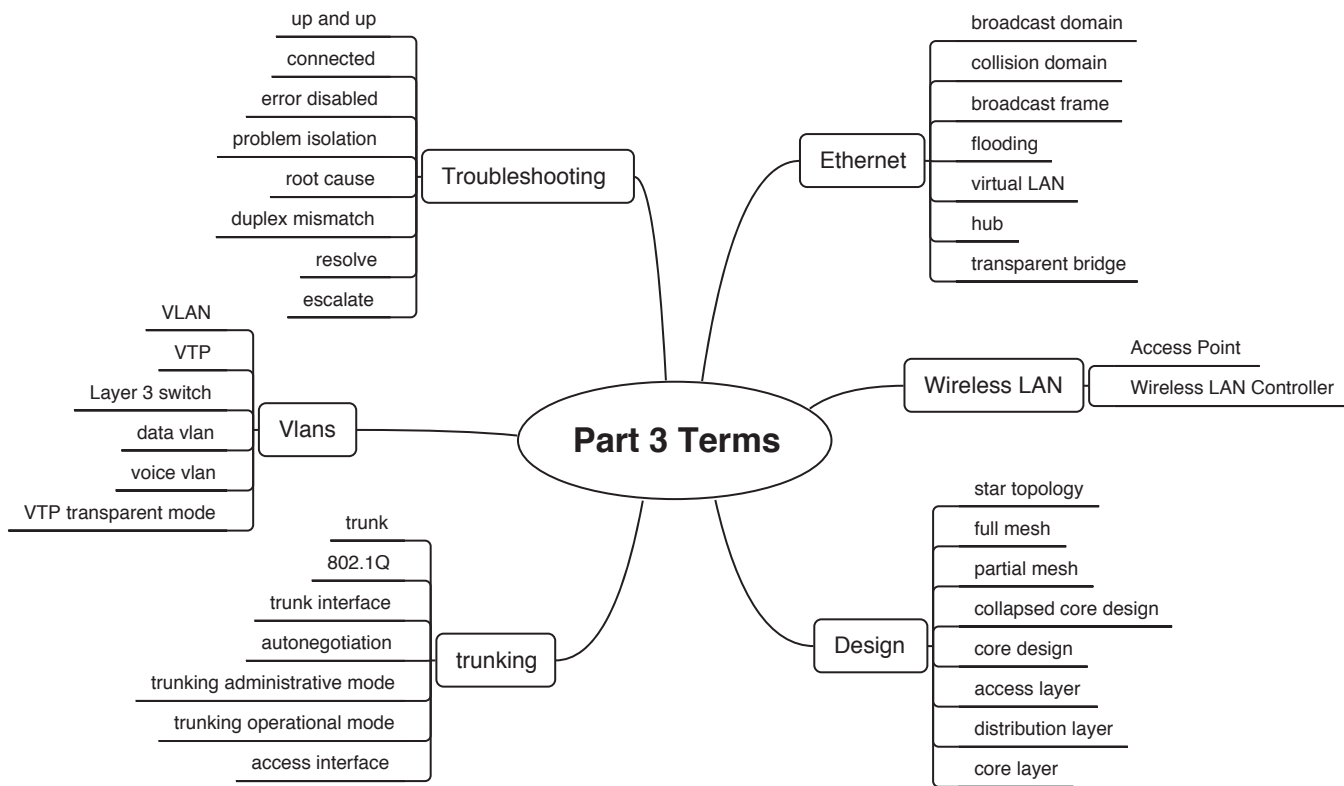 Part 3 Terms
Troubleshooting
up and up
connected
error disabled
problem isolation
root cause
duplex mismatch
resolve
escalate
Vlans
VLAN
VTP
Layer 3 switch
data vlan
voice vlan
VTP transparent mode
trunking
trunk
802.1Q
trunk interface
autonegotiation
trunking administrative mode
trunking operational mode
access interface
Ethernet
broadcast domain
collision domain
broadcast frame
flooding
virtual LAN
hub
transparent bridge
Wireless LAN
Access Point
Wireless LAN Controller
Design
star topology
full mesh
partial mesh
collapsed core design
core design
access layer
distribution layer
core layer